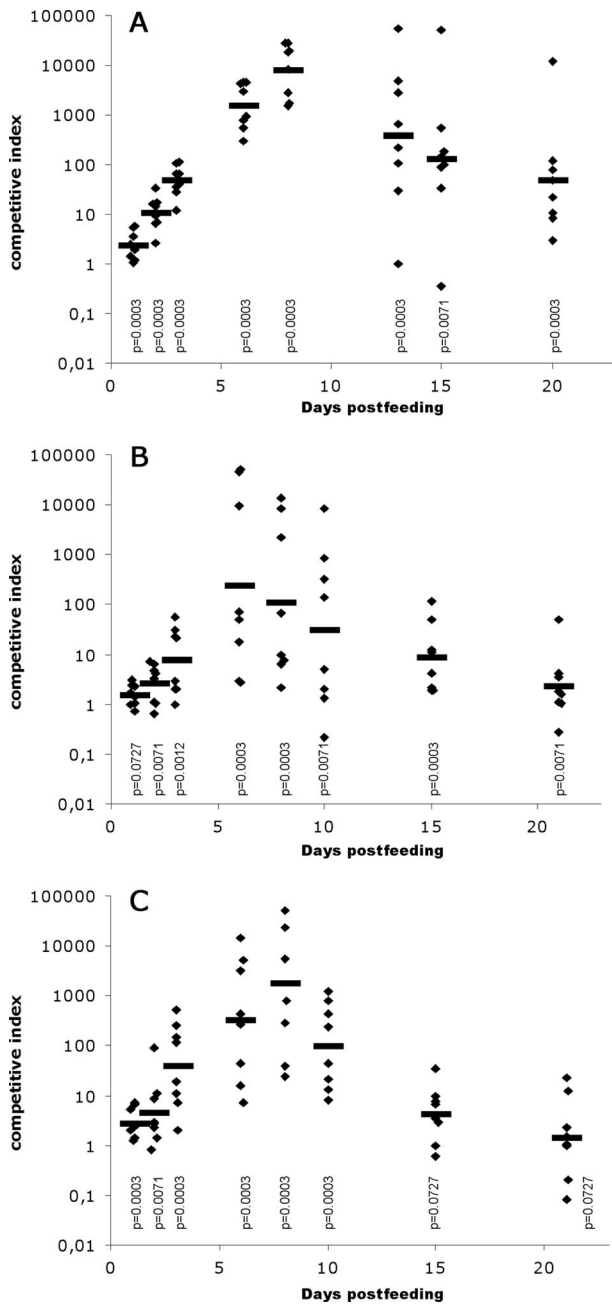 A
100000
10000
1000
100
10
1
0,1
0,01
competitive index
p=0.0003
p=0.0003
p=0.0003
p=0.0003
p=0.0003
p=0.0003
p=0.0071
p=0.0003
0 5 10 15 20
Days postfeeding
B
100000
10000
1000
100
10
1
0,1
0,01
competitive index
p=0.0727
p=0.0071
p=0.0012
p=0.0003
p=0.0003
p=0.0071
p=0.0003
p=0.0071
0 5 10 15 20
Days postfeeding
C
100000
10000
1000
100
10
1
0,1
0,01
competitive index
p=0.0003
p=0.0071
p=0.0003
p=0.0003
p=0.0003
p=0.0003
p=0.0727
p=0.0727
0 5 10 15 20
Days postfeeding